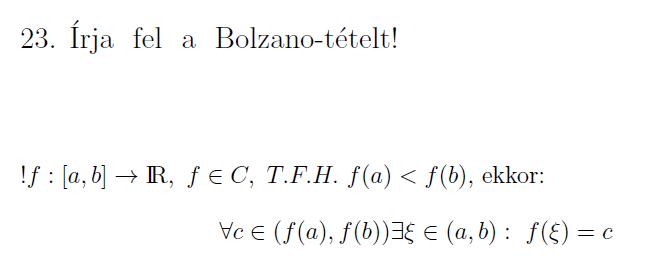 23. Írja fel a Bolzano-tételt!
!f : [a, b] → ℝ, f ∈ C, T.F.H. f(a) < f(b), ekkor:
∀c ∈ (f(a), f(b))∃ξ ∈ (a, b) : f(ξ) = c